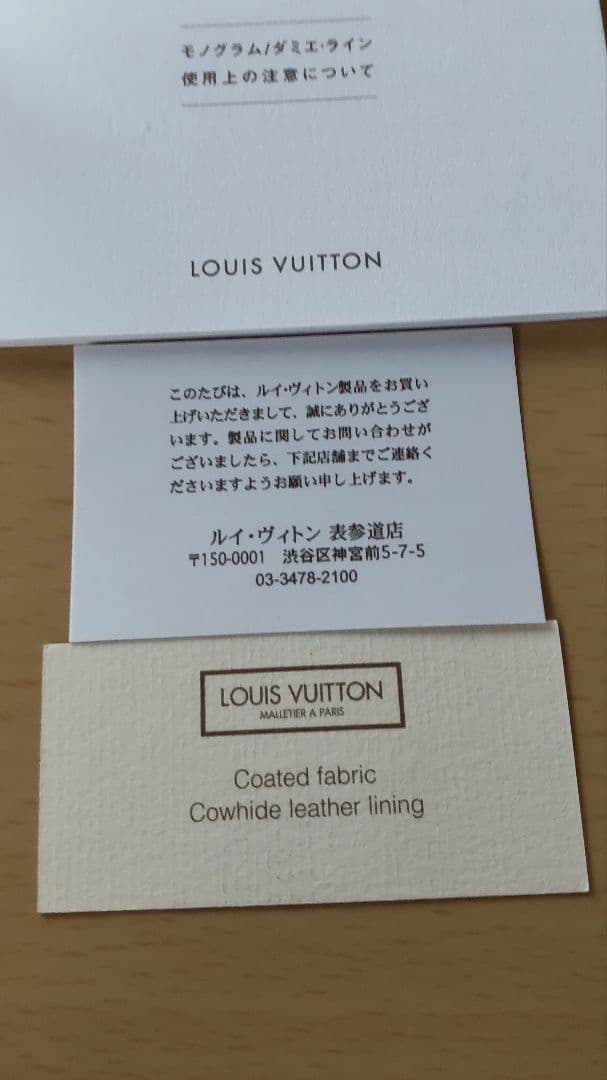 モノグラム/ダミエ・ライン
使用上の注意について
LOUIS VUITTON
このたびは、ルイ・ヴィトン製品をお買い
上げいただきまして、誠にありがとうござ
います。製品に関してお問い合わせが
ございましたら、下記店舗までご連絡く
ださいますようお願い申し上げます。
ルイ・ヴィトン 表参道店
〒150-0001 渋谷区神宮前5-7-5
03-3478-2100
LOUIS VUITTON
MALLETIER A PARIS
Coated fabric
Cowhide leather lining